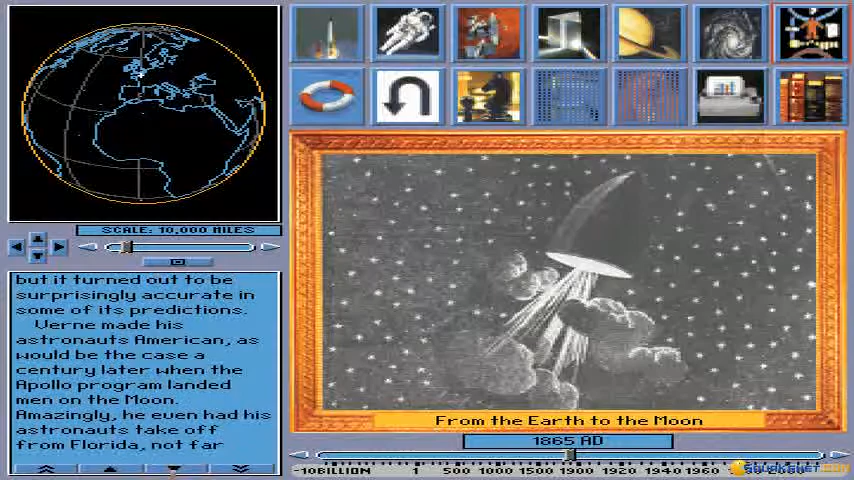 SCALE: 10,000 MILES
but it turned out to be
surprisingly accurate in
some of its predictions.
Verne made his
astronauts American, as
would be the case a
century later when the
Apollo program landed
men on the Moon.
Amazingly, he even had his
astronauts take off
from Florida, not far
From the Earth to the Moon
1865 AD
-10BILLION 1 500 1000 1500 1900 1920 1940 1960